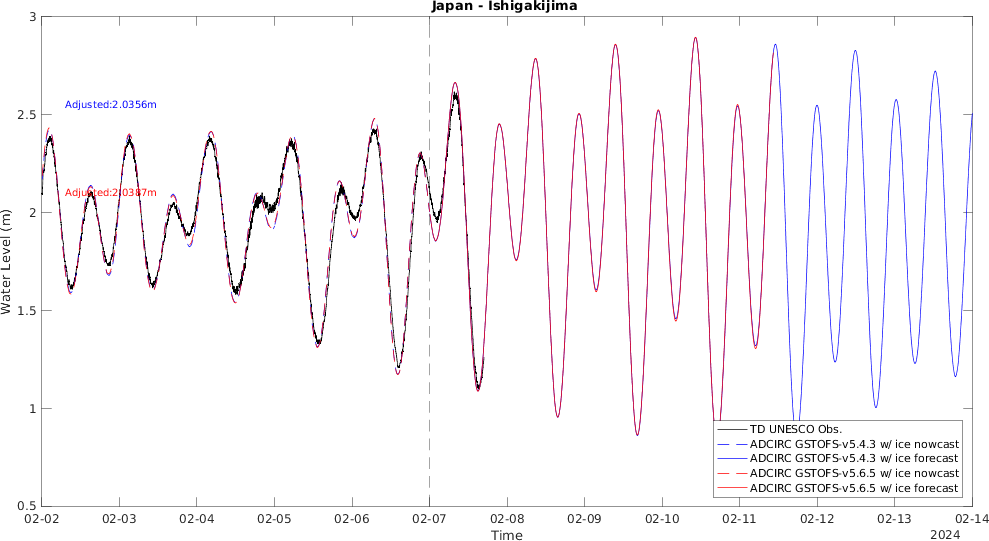 Japan - Ishigakijima
3
2.5
2
1.5
1
0.5
Water Level (m)
Adjusted:2.0356m
Adjusted:2.0387m
TD UNESCO Obs.
ADCIRC GSTOFS-v5.4.3 w/ ice nowcast
ADCIRC GSTOFS-v5.4.3 w/ ice forecast
ADCIRC GSTOFS-v5.6.5 w/ ice nowcast
ADCIRC GSTOFS-v5.6.5 w/ ice forecast
02-02 02-03 02-04 02-05 02-06 02-07 02-08 02-09 02-10 02-11 02-12 02-13 02-14
Time
2024